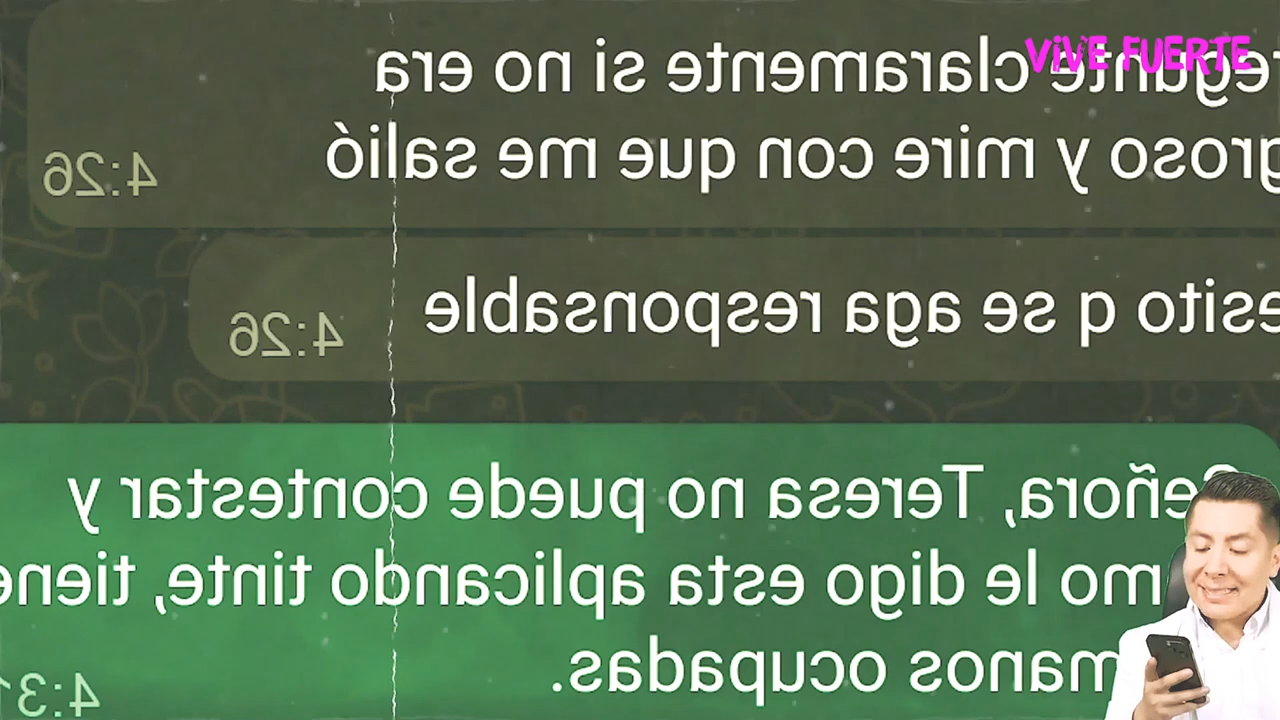 ViVE FUERTE
claramente si no era
y mire con que me salió
4:26
q se aga responsable
4:26
Teresa no puede contestar y
le digo esta aplicando tinte,
manos ocupadas.